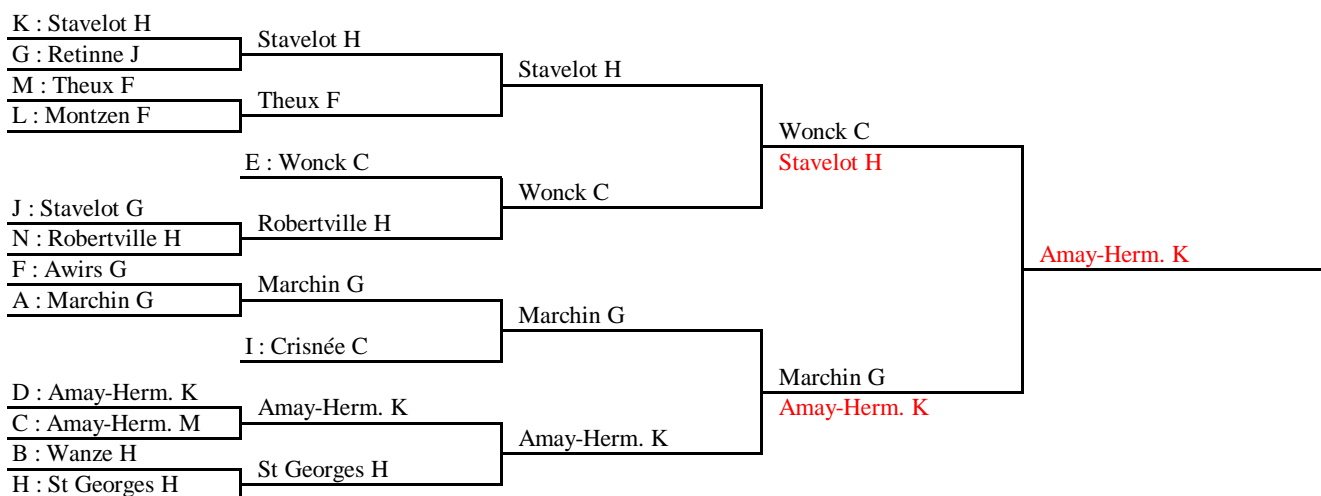 K : Stavelot H
Stavelot H
G : Retinne J
Stavelot H
M : Theux F
Theux F
L : Montzen F
Wonck C
E : Wonck C
Stavelot H
Wonck C
J : Stavelot G
Robertville H
N : Robertville H
Amay-Herm. K
F : Awirs G
Marchin G
A : Marchin G
Marchin G
I : Crisnée C
Marchin G
D : Amay-Herm. K
Amay-Herm. K
Amay-Herm. K
C : Amay-Herm. M
Amay-Herm. K
B : Wanze H
St Georges H
H : St Georges H